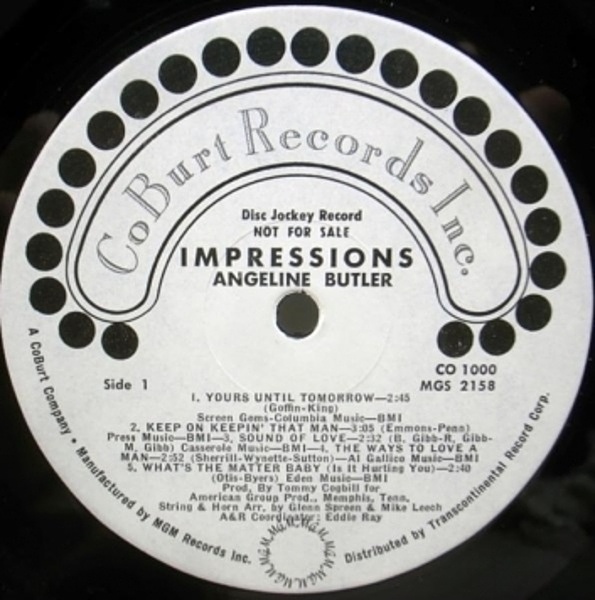 CoBurt Records Inc.
Disc Jockey Record
NOT FOR SALE
IMPRESSIONS
ANGELINE BUTLER
Side 1
CO 1000
MGS 2158
1. YOURS UNTIL TOMORROW—2:45
(Goffin-King)
Screen Gems-Columbia Music—BMI
2. KEEP ON KEEPIN' THAT MAN—3:05 (Emmons-Penn)
Press Music—BMI—3. SOUND OF LOVE—2:32 (B. Gibb-R. Gibb-
M. Gibb) Casserole Music—BMI—4. THE WAYS TO LOVE A
MAN—2:52 (Sherrill-Wynette-Sutton)—Al Gallico Music—BMI
5. WHAT'S THE MATTER BABY (Is It Hurting You)—2:40
(Otis-Byers) Eden Music—BMI
Prod. By Tommy Cogbill for
American Group Prod., Memphis, Tenn.
String & Horn Arr. by Glenn Spreen & Mike Leech
A&R Coordinator: Eddie Ray
A CoBurt Company • Manufactured by MGM Records Inc.
Distributed by Transcontinental Record Corp.